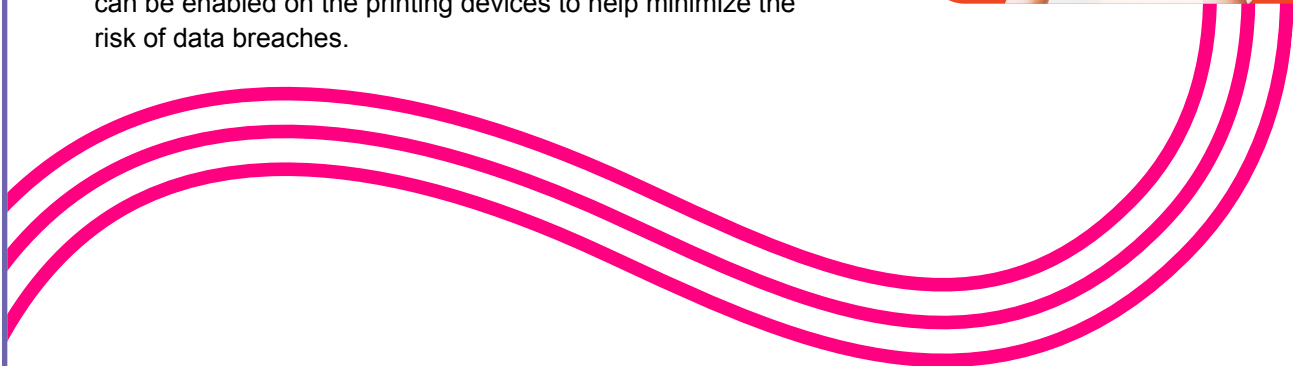 can be enabled on the printing devices to help minimize the
risk of data breaches.